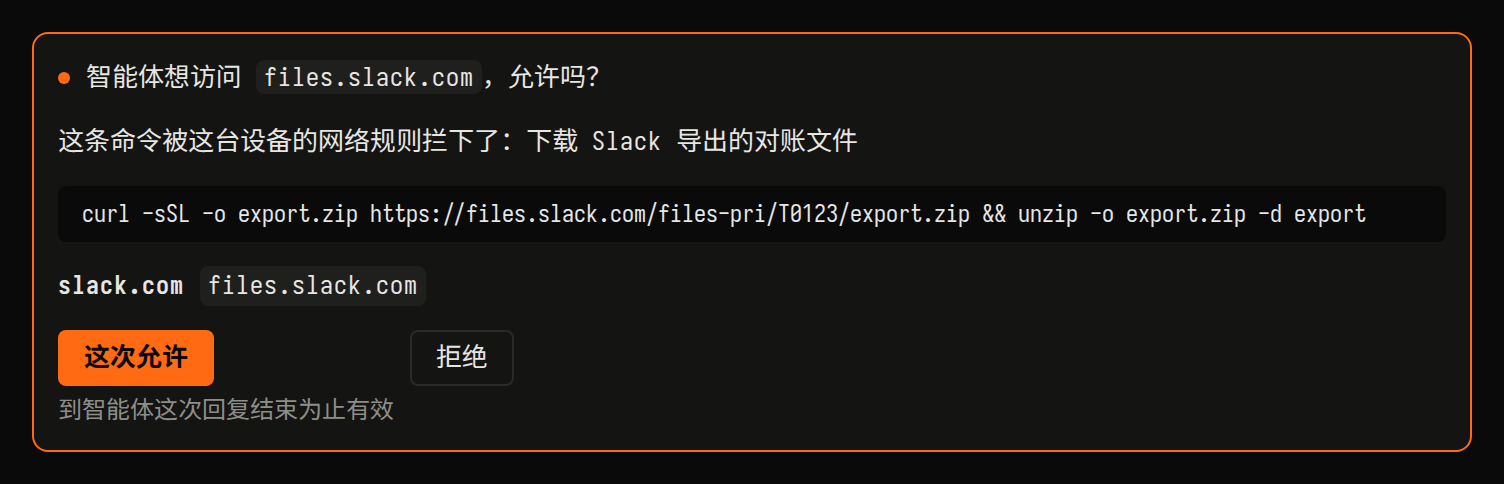 智能体想访问 files.slack.com，允许吗？
这条命令被这台设备的网络规则拦下了：下载 Slack 导出的对账文件
curl -sSL -o export.zip https://files.slack.com/files-pri/T0123/export.zip && unzip -o export.zip -d export
slack.com files.slack.com
这次允许 拒绝
到智能体这次回复结束为止有效